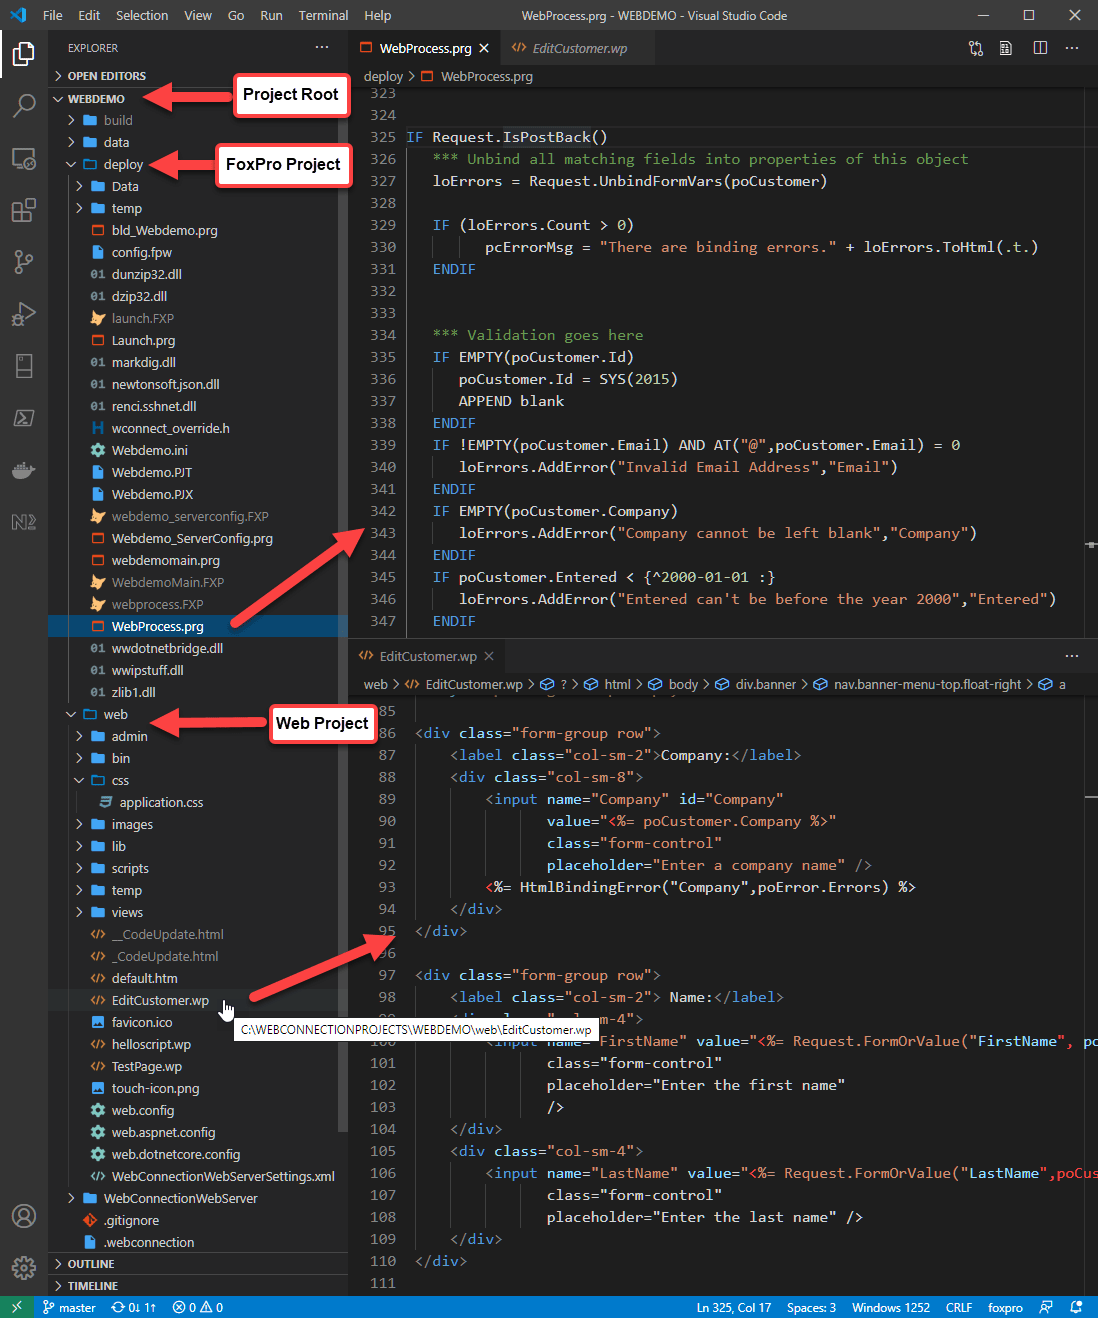 File Edit Selection View Go Run Terminal Help WebProcess.prg - WEBDEMO - Visual Studio Code
EXPLORER
OPEN EDITORS
WEBDEMO
Project Root
build
data
deploy
FoxPro Project
Data
temp
bld_Webdemo.prg
config.fpw
dunzip32.dll
dzip32.dll
launch.FXP
Launch.prg
markdig.dll
newtonsoft.json.dll
renci.sshnet.dll
wconnect_override.h
Webdemo.ini
Webdemo.PJT
Webdemo.PJX
webdemo_serverconfig.FXP
Webdemo_ServerConfig.prg
webdemomain.prg
WebdemoMain.FXP
webprocess.FXP
WebProcess.prg
wwdotnetbridge.dll
wwipstuff.dll
zlib1.dll
web
Web Project
admin
bin
css
application.css
images
lib
scripts
temp
views
__CodeUpdate.html
_CodeUpdate.html
default.htm
EditCustomer.wp
C:\WEBCONNECTIONPROJECTS\WEBDEMO\web\EditCustomer.wp
favicon.ico
helloscript.wp
TestPage.wp
touch-icon.png
web.config
web.aspnet.config
web.dotnetcore.config
WebConnectionWebServerSettings.xml
WebConnectionWebServer
.gitignore
.webconnection
OUTLINE
TIMELINE
WebProcess.prg EditCustomer.wp
deploy > WebProcess.prg
323
324
325 IF Request.IsPostBack()
326 *** Unbind all matching fields into properties of this object
327 loErrors = Request.UnbindFormVars(poCustomer)
328
329 IF (loErrors.Count > 0)
330 pcErrorMsg = "There are binding errors." + loErrors.ToHtml(.t.)
331 ENDIF
332
333
334 *** Validation goes here
335 IF EMPTY(poCustomer.Id)
336 poCustomer.Id = SYS(2015)
337 APPEND blank
338 ENDIF
339 IF !EMPTY(poCustomer.Email) AND AT("@",poCustomer.Email) = 0
340 loErrors.AddError("Invalid Email Address","Email")
341 ENDIF
342 IF EMPTY(poCustomer.Company)
343 loErrors.AddError("Company cannot be left blank","Company")
344 ENDIF
345 IF poCustomer.Entered < {^2000-01-01 :}
346 loErrors.AddError("Entered can't be before the year 2000","Entered")
347 ENDIF
EditCustomer.wp
web > EditCustomer.wp > ? > html > body > div.banner > nav.banner-menu-top.float-right > a
85
86 <div class="form-group row">
87 <label class="col-sm-2">Company:</label>
88 <div class="col-sm-8">
89 <input name="Company" id="Company"
90 value="<%= poCustomer.Company %>"
91 class="form-control"
92 placeholder="Enter a company name" />
93 <%= HtmlBindingError("Company",poError.Errors) %>
94 </div>
95 </div>
96
97 <div class="form-group row">
98 <label class="col-sm-2"> Name:</label>
99
100 name="FirstName" value="<%= Request.FormOrValue("FirstName", po
101 class="form-control"
102 placeholder="Enter the first name"
103 />
104 </div>
105 <div class="col-sm-4">
106 <input name="LastName" value="<%= Request.FormOrValue("LastName",poCus
107 class="form-control"
108 placeholder="Enter the last name" />
109 </div>
110 </div>
111
master 0↓ 1↑ 0 0 Ln 325, Col 17 Spaces: 3 Windows 1252 CRLF foxpro